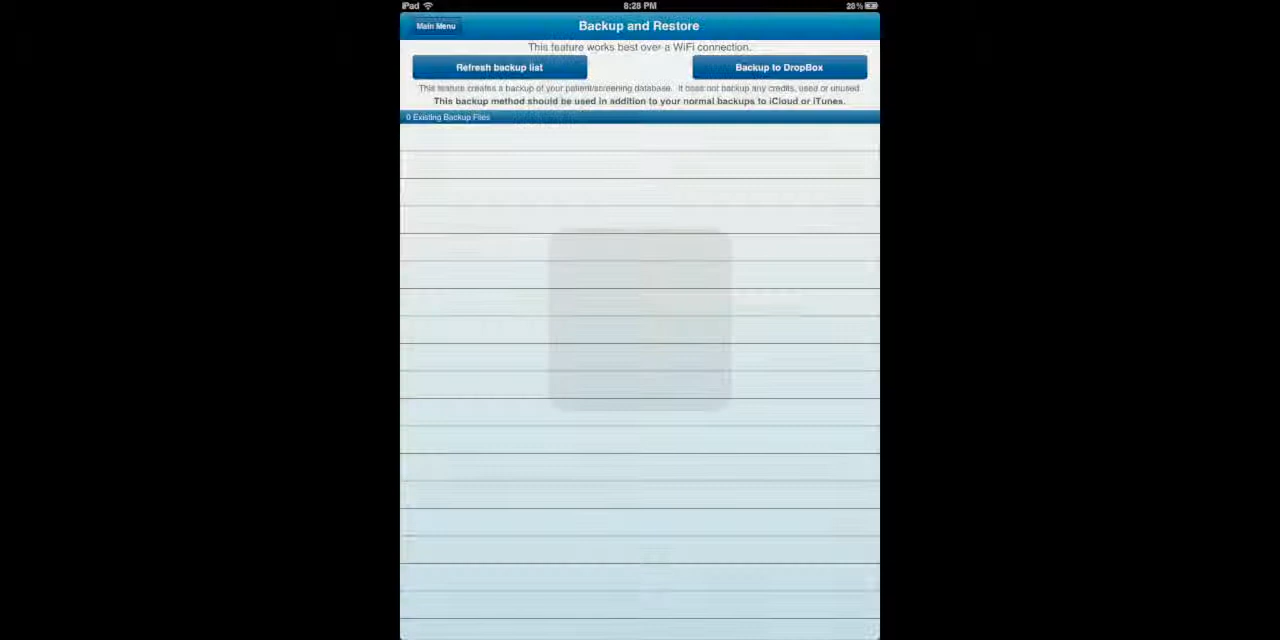 iPad 8:28 PM 28%
Main Menu Backup and Restore
This feature works best over a WiFi connection.
Refresh backup list Backup to DropBox
This feature creates a backup of your patient/screening database. It does not backup any credits, used or unused
This backup method should be used in addition to your normal backups to iCloud or iTunes.
0 Existing Backup Files